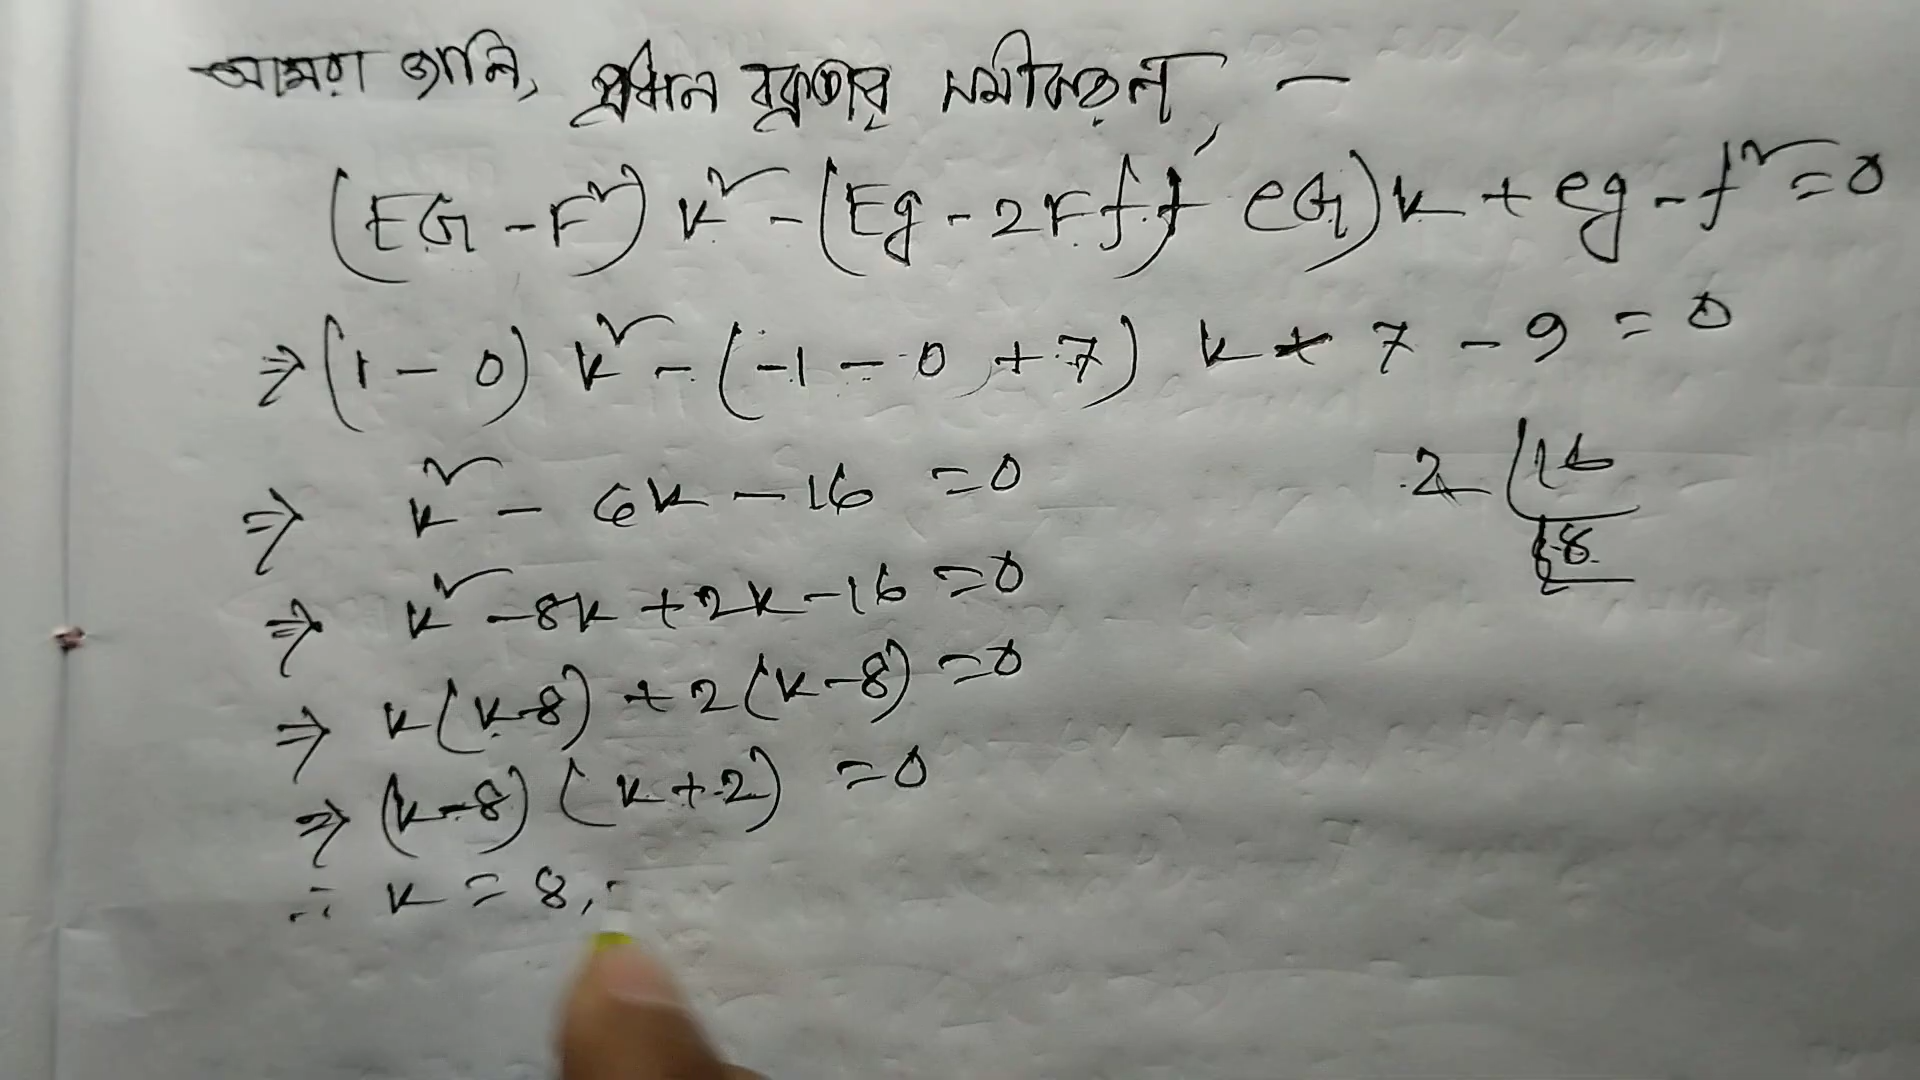 আমরা জানি, প্রধান বক্রতার সমীকরণ, —
(EG - F²) k² - (Eg - 2Ff + eG)k + eg - f² = 0
⇒ (1 - 0) k² - (-1 - 0 + 7) k + 7 - 9 = 0
⇒ k² - 6k - 16 = 0
2 | 16
8
⇒ k² - 8k + 2k - 16 = 0
⇒ k(k-8) + 2(k-8) = 0
⇒ (k-8) (k+2) = 0
∴ k = 8, -